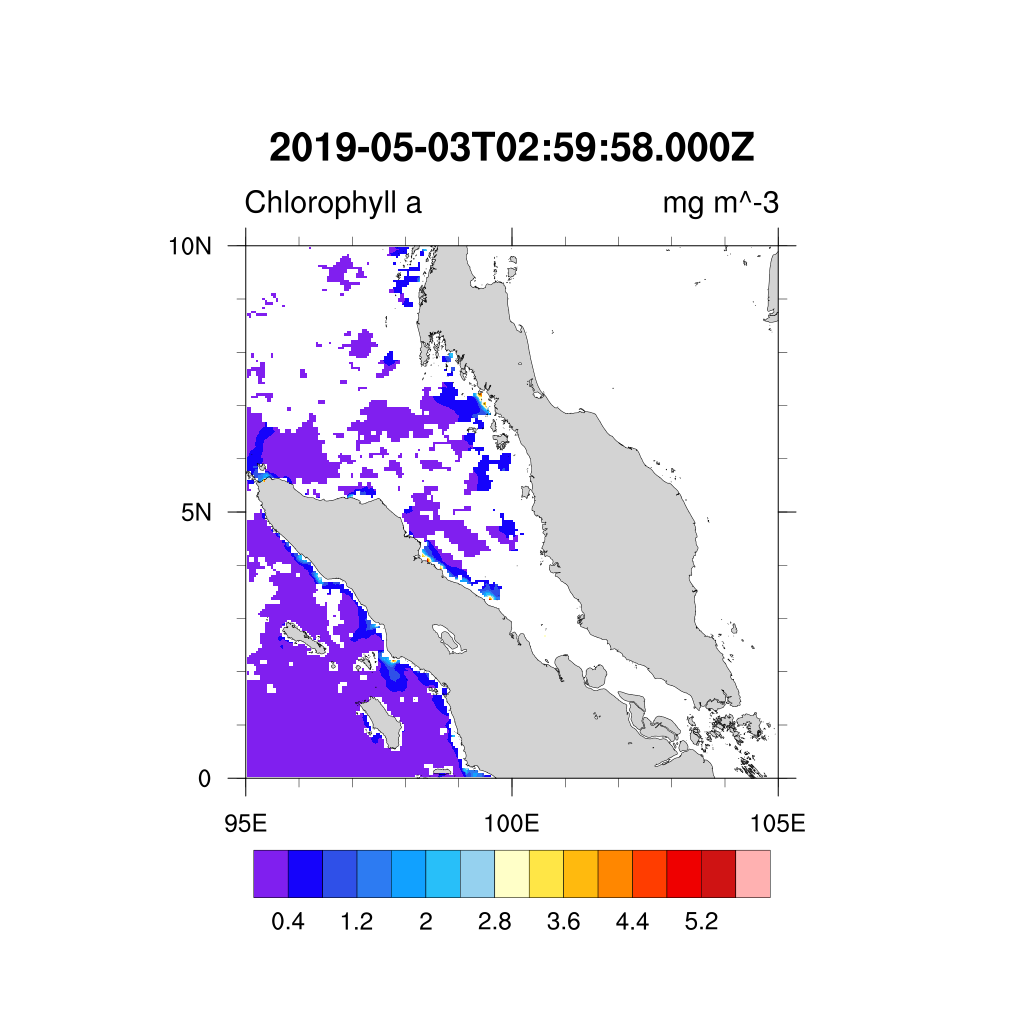 2019-05-03T02:59:58.000Z
Chlorophyll a mg m^-3
10N
5N
0
95E 100E 105E
0.4 1.2 2 2.8 3.6 4.4 5.2